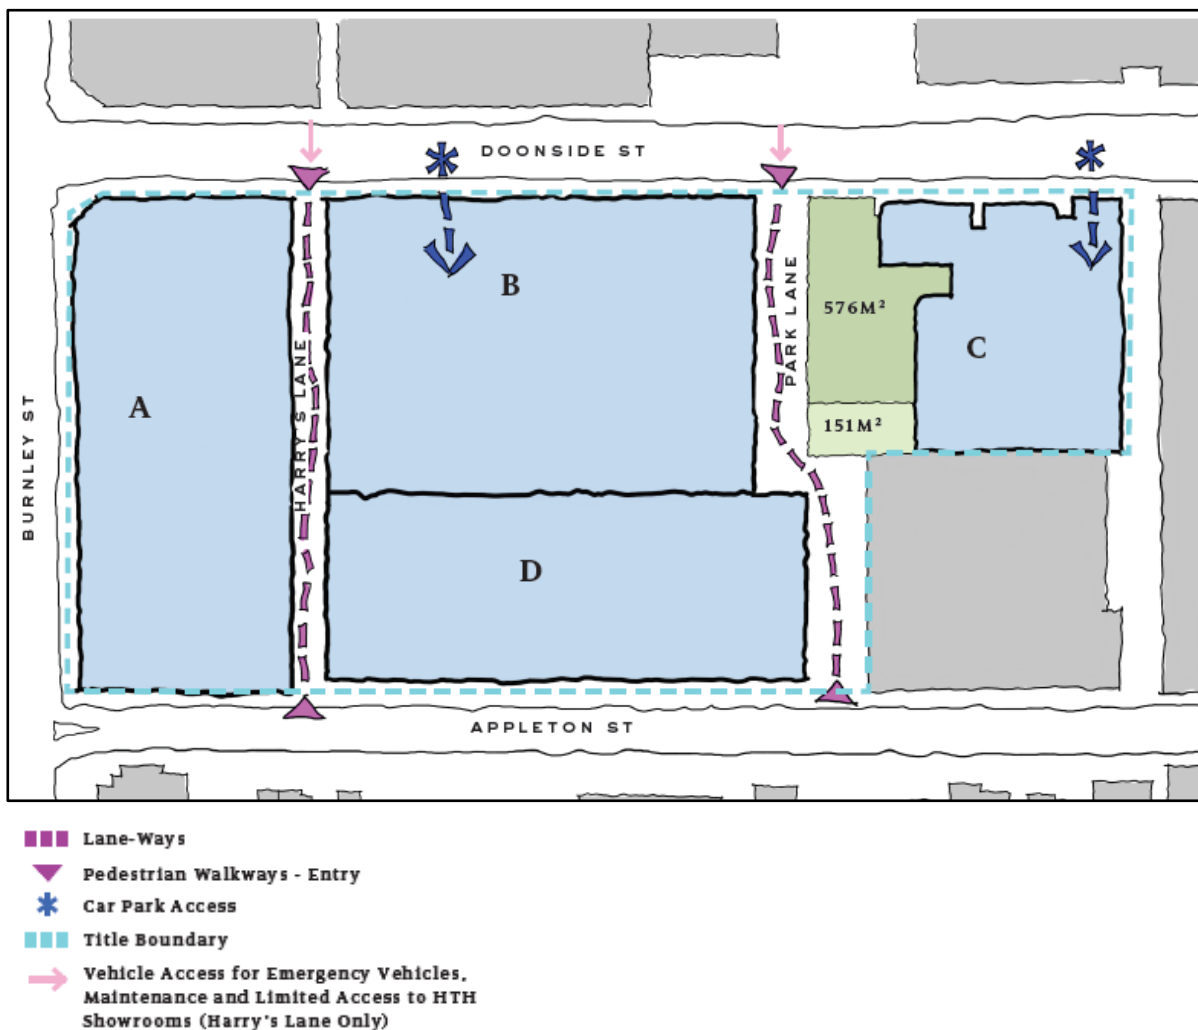 DOONSIDE ST
B
PARK LANE
576M²
C
HARRY'S LANE
A
BURNLEY ST
151M²
D
APPLETON ST
Lane-Ways
Pedestrian Walkways - Entry
Car Park Access
Title Boundary
Vehicle Access for Emergency Vehicles,
Maintenance and Limited Access to HTH
Showrooms (Harry's Lane Only)